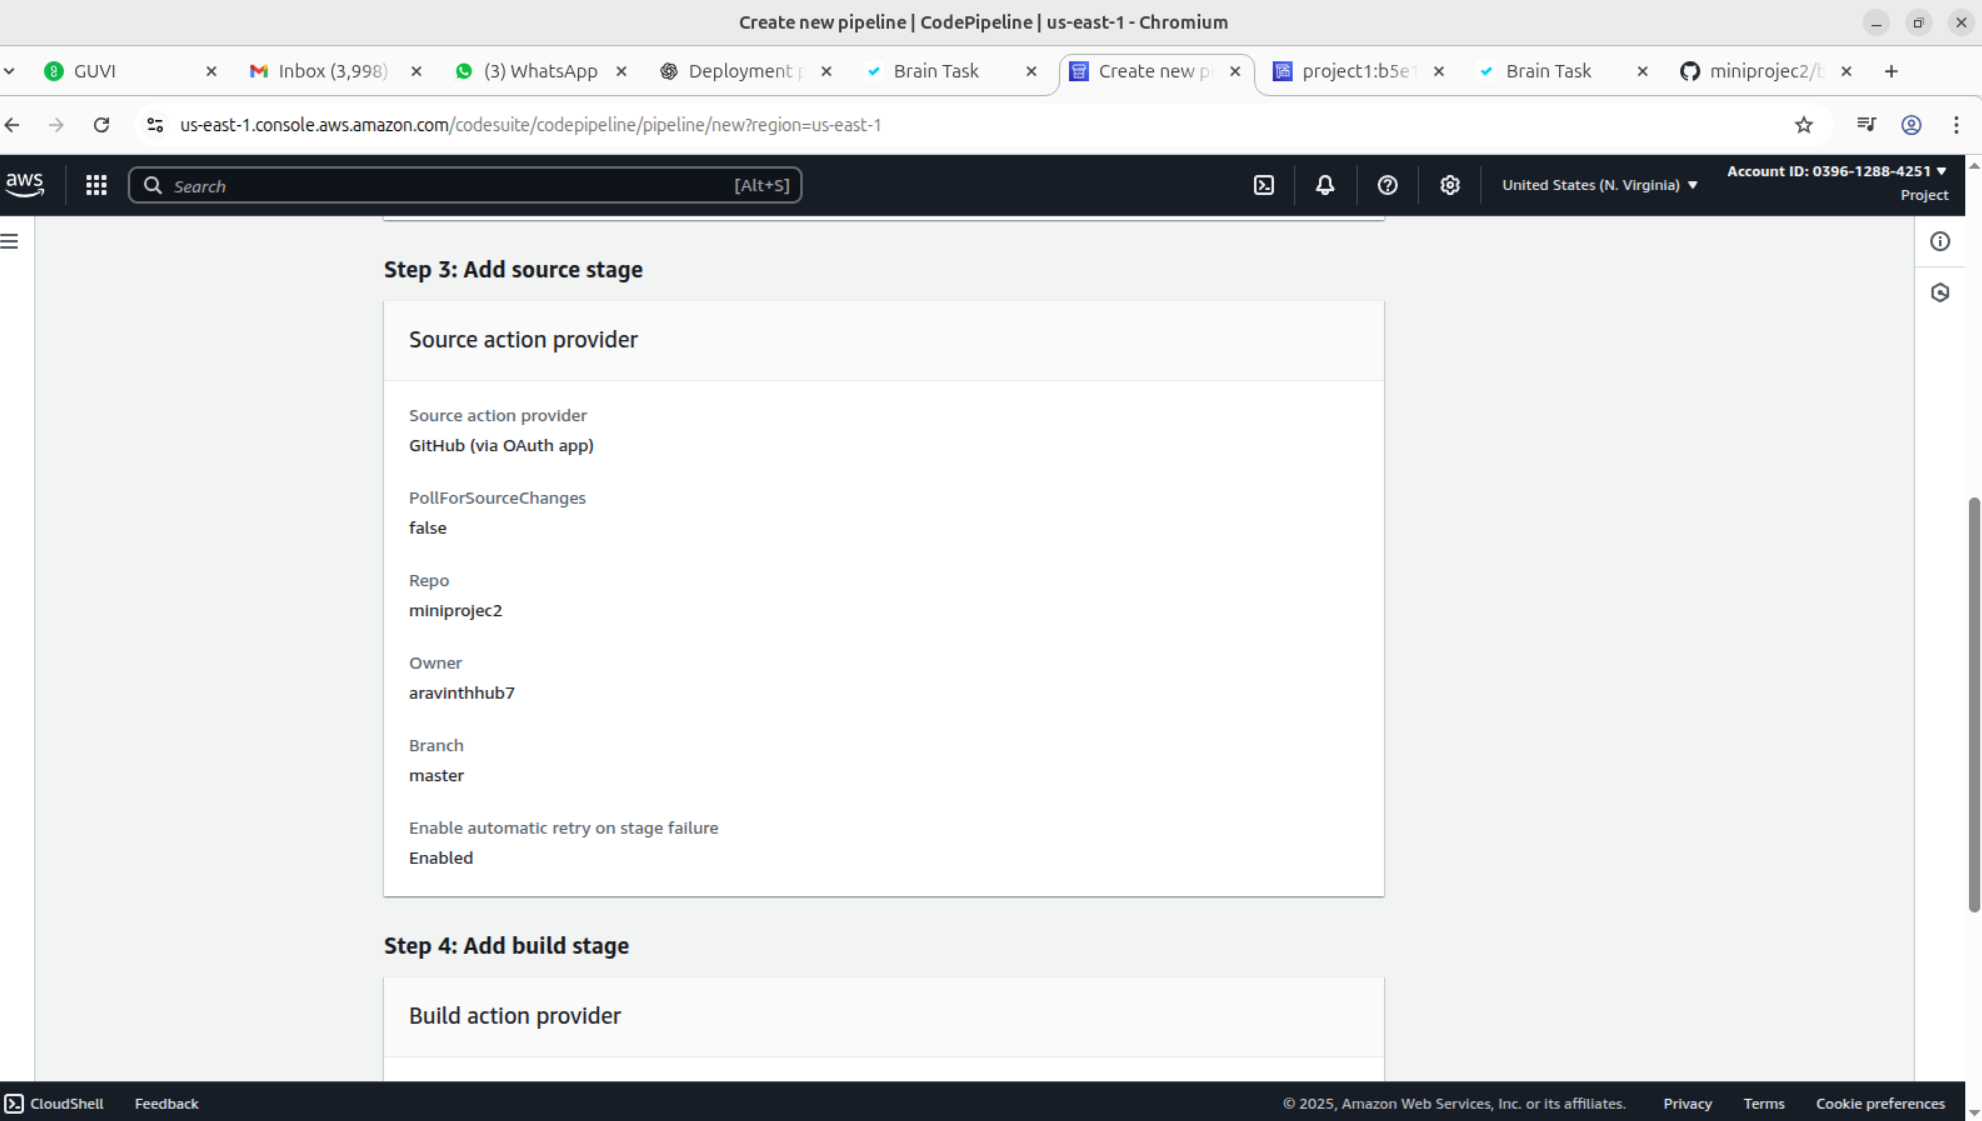 Create new pipeline | CodePipeline | us-east-1 - Chromium
GUVI
Inbox (3,998)
(3) WhatsApp
Deployment p
Brain Task
Create new pi
project1:b5e1
Brain Task
miniprojec2/b
us-east-1.console.aws.amazon.com/codesuite/codepipeline/pipeline/new?region=us-east-1
aws
Search
[Alt+S]
United States (N. Virginia)
Account ID: 0396-1288-4251
Project
Step 3: Add source stage
Source action provider
Source action provider
GitHub (via OAuth app)
PollForSourceChanges
false
Repo
miniprojec2
Owner
aravinthhub7
Branch
master
Enable automatic retry on stage failure
Enabled
Step 4: Add build stage
Build action provider
CloudShell
Feedback
© 2025, Amazon Web Services, Inc. or its affiliates.
Privacy
Terms
Cookie preferences